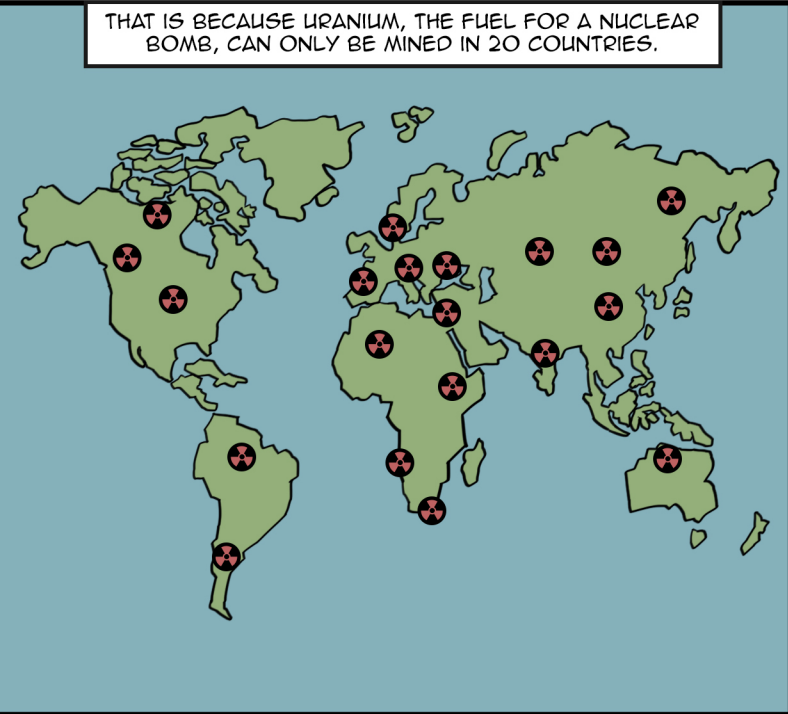 THAT IS BECAUSE URANIUM, THE FUEL FOR A NUCLEAR
BOMB, CAN ONLY BE MINED IN 20 COUNTRIES.